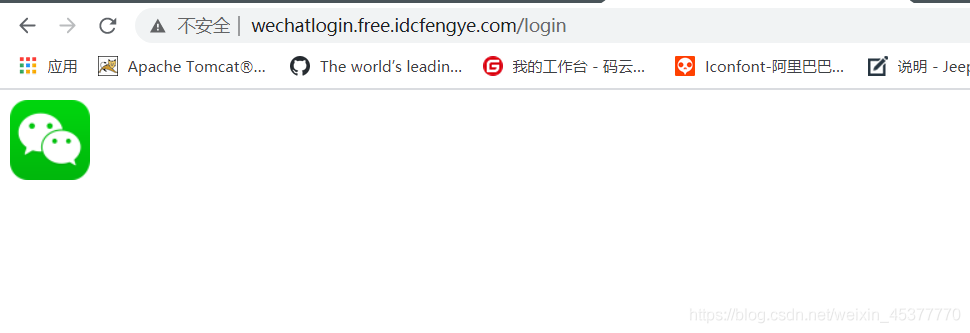 不安全 | wechatlogin.free.idcfengye.com/login
应用 Apache Tomcat®... The world's leadin... 我的工作台 - 码云... Iconfont-阿里巴巴... 说明 - Jeep
https://blog.csdn.net/weixin_45377770